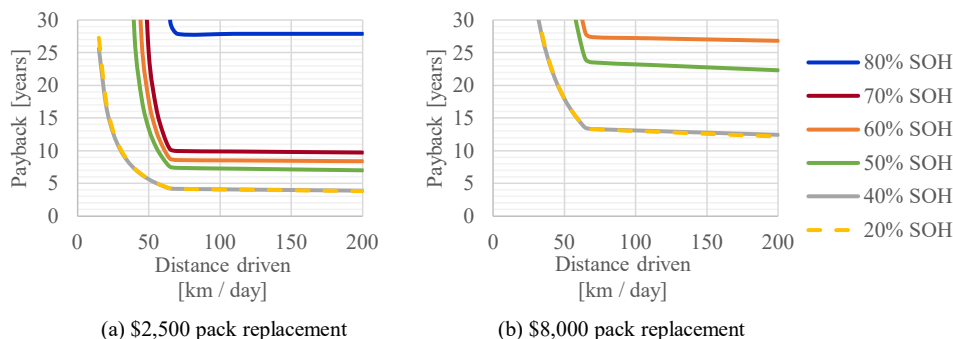 30
25
20
15
10
5
0
Payback [years]
0 50 100 150 200
Distance driven
[km / day]
(a) $2,500 pack replacement
30
25
20
15
10
5
0
Payback [years]
0 50 100 150 200
Distance driven
[km / day]
(b) $8,000 pack replacement
80% SOH
70% SOH
60% SOH
50% SOH
40% SOH
20% SOH